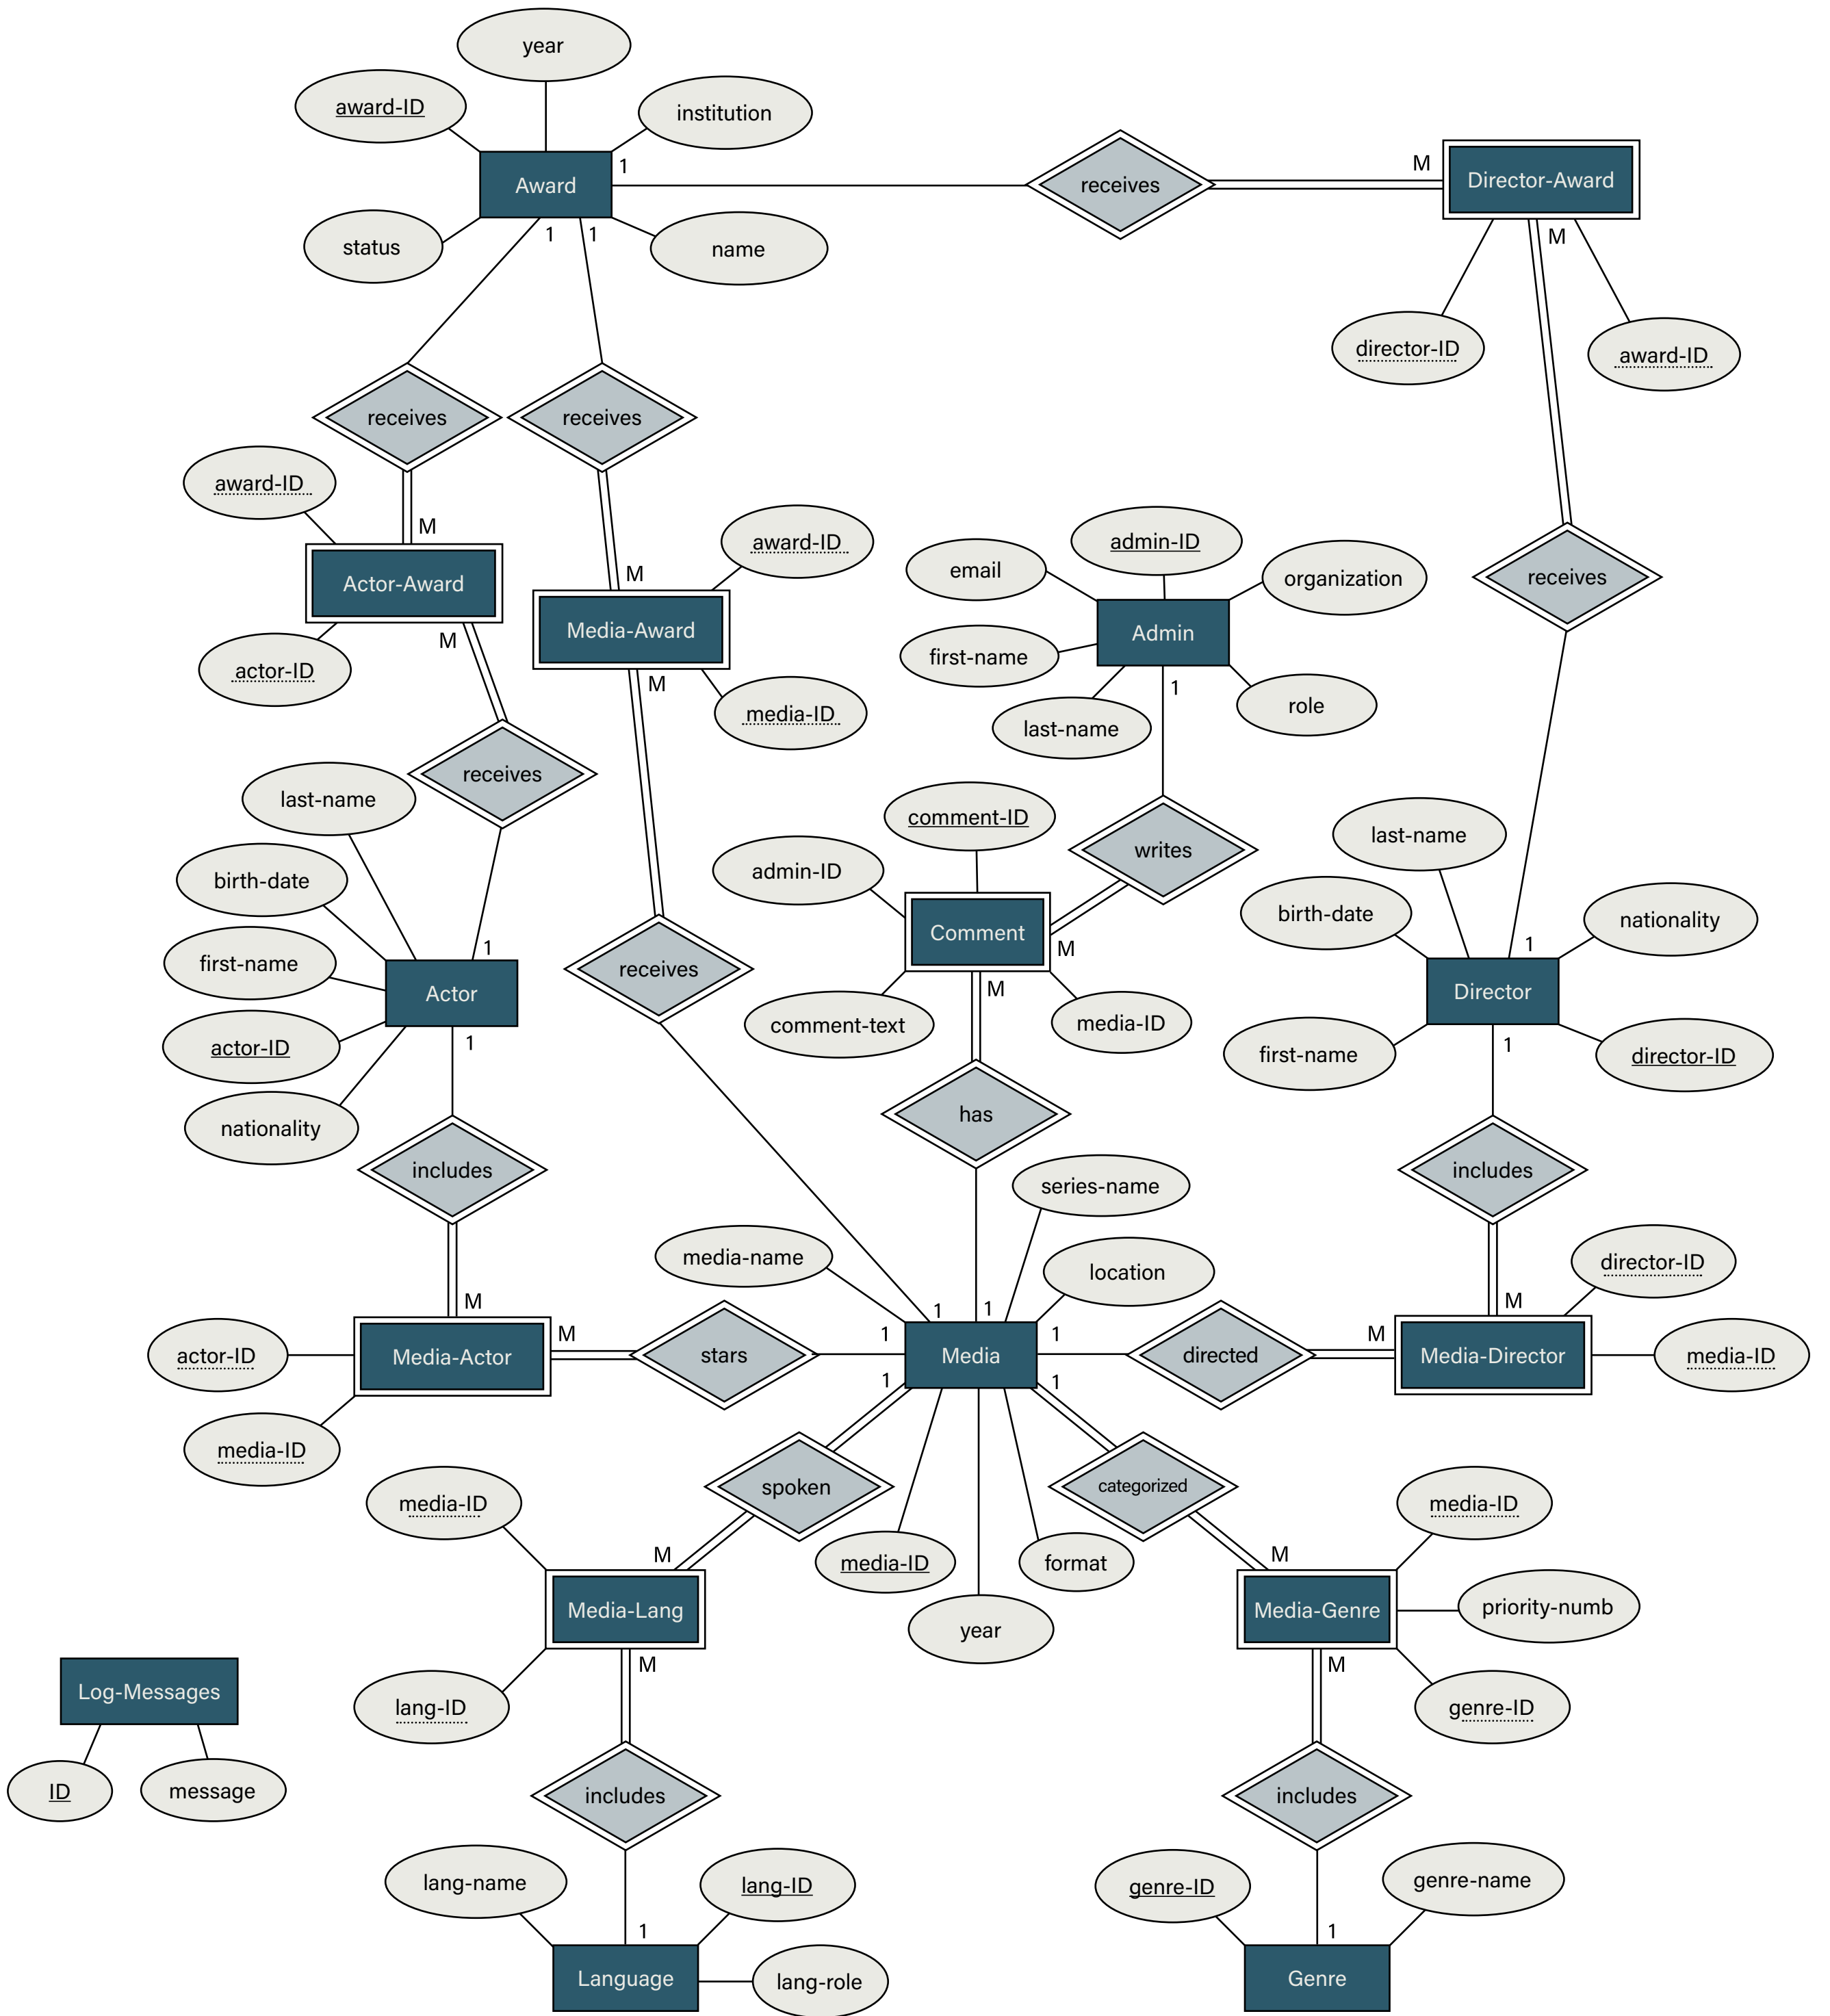 year
award-ID
institution
1
M
Award
receives
Director-Award
status
1
1
name
M
director-ID
award-ID
receives
receives
award-ID
M
award-ID
admin-ID
email
organization
receives
M
Actor-Award
Media-Award
Admin
M
first-name
actor-ID
M
1
role
media-ID
last-name
receives
last-name
comment-ID
last-name
writes
admin-ID
birth-date
birth-date
nationality
Comment
1
M
1
first-name
receives
Actor
M
Director
comment-text
media-ID
1
actor-ID
1
first-name
director-ID
has
nationality
includes
includes
series-name
media-name
director-ID
location
M
1
1
M
M
1
1
M
actor-ID
Media-Actor
stars
Media
directed
Media-Director
media-ID
1
1
media-ID
spoken
categorized
media-ID
media-ID
M
media-ID
format
M
Media-Lang
Media-Genre
priority-numb
year
M
M
Log-Messages
lang-ID
genre-ID
ID
message
includes
includes
lang-name
lang-ID
genre-ID
genre-name
1
1
Language
lang-role
Genre